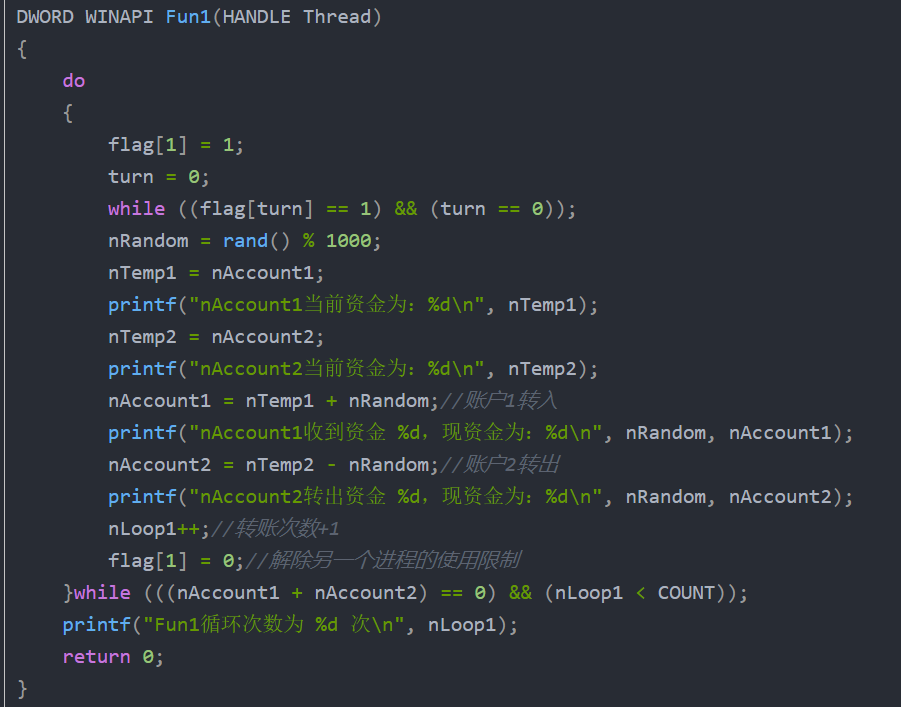 DWORD WINAPI Fun1(HANDLE Thread)
{
    do
    {
        flag[1] = 1;
        turn = 0;
        while ((flag[turn] == 1) && (turn == 0));
        nRandom = rand() % 1000;
        nTemp1 = nAccount1;
        printf("nAccount1当前资金为：%d\n", nTemp1);
        nTemp2 = nAccount2;
        printf("nAccount2当前资金为：%d\n", nTemp2);
        nAccount1 = nTemp1 + nRandom;//账户1转入
        printf("nAccount1收到资金 %d，现资金为：%d\n", nRandom, nAccount1);
        nAccount2 = nTemp2 - nRandom;//账户2转出
        printf("nAccount2转出资金 %d，现资金为：%d\n", nRandom, nAccount2);
        nLoop1++;//转账次数+1
        flag[1] = 0;//解除另一个进程的使用限制
    }while (((nAccount1 + nAccount2) == 0) && (nLoop1 < COUNT));
    printf("Fun1循环次数为 %d 次\n", nLoop1);
    return 0;
}